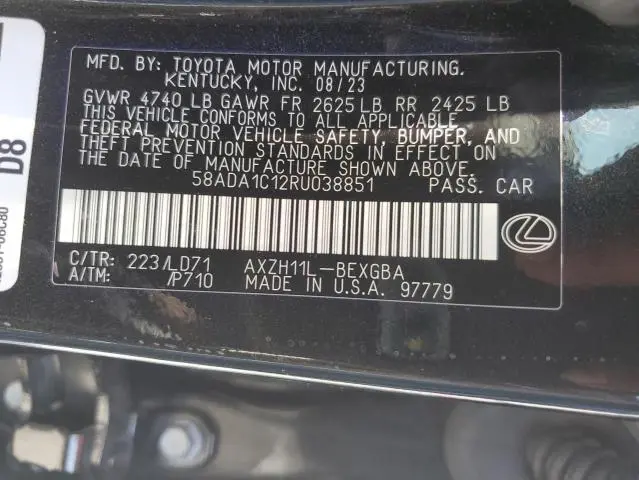 MFD. BY: TOYOTA MOTOR MANUFACTURING.
KENTUCKY, INC. 08/23
GVWR 4740 LB GAWR FR 2625 LB RR 2425 LB
THIS VEHICLE CONFORMS TO ALL APPLICABLE
FEDERAL MOTOR VEHICLE SAFETY, BUMPER, AND
THEFT PREVENTION STANDARDS IN EFFECT ON
THE DATE OF MANUFACTURE SHOWN ABOVE.
58ADA1C12RU038851 PASS. CAR
C/TR: 223/LD71 AXZH11L-BEXGBA
A/TM: /P710 MADE IN U.S.A. 97779
D8